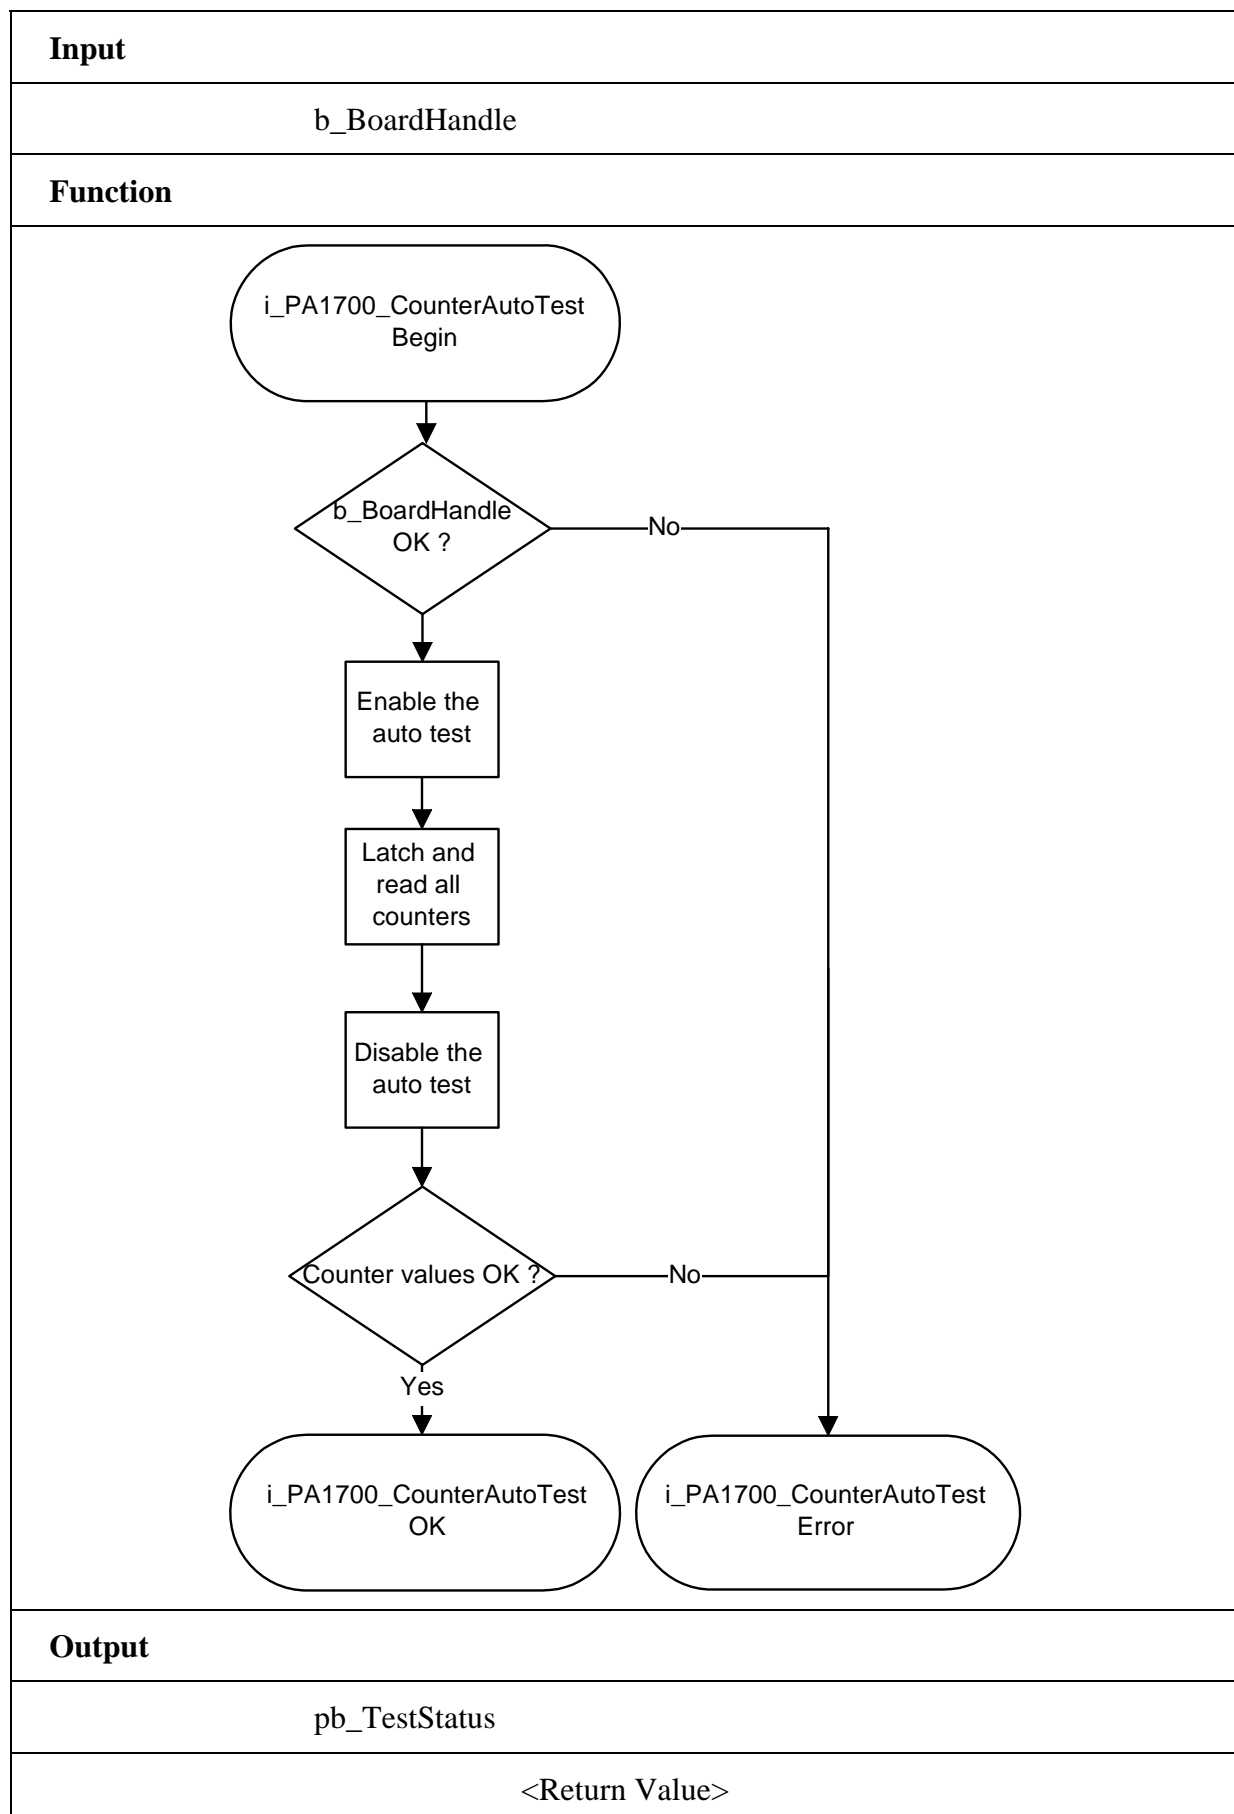 Input
b_BoardHandle
Function
i_PA1700_CounterAutoTest
Begin
b_BoardHandle
OK ?
No
Enable the
auto test
Latch and
read all
counters
Disable the
auto test
Counter values OK ?
No
Yes
i_PA1700_CounterAutoTest
OK
i_PA1700_CounterAutoTest
Error
Output
pb_TestStatus
<Return Value>